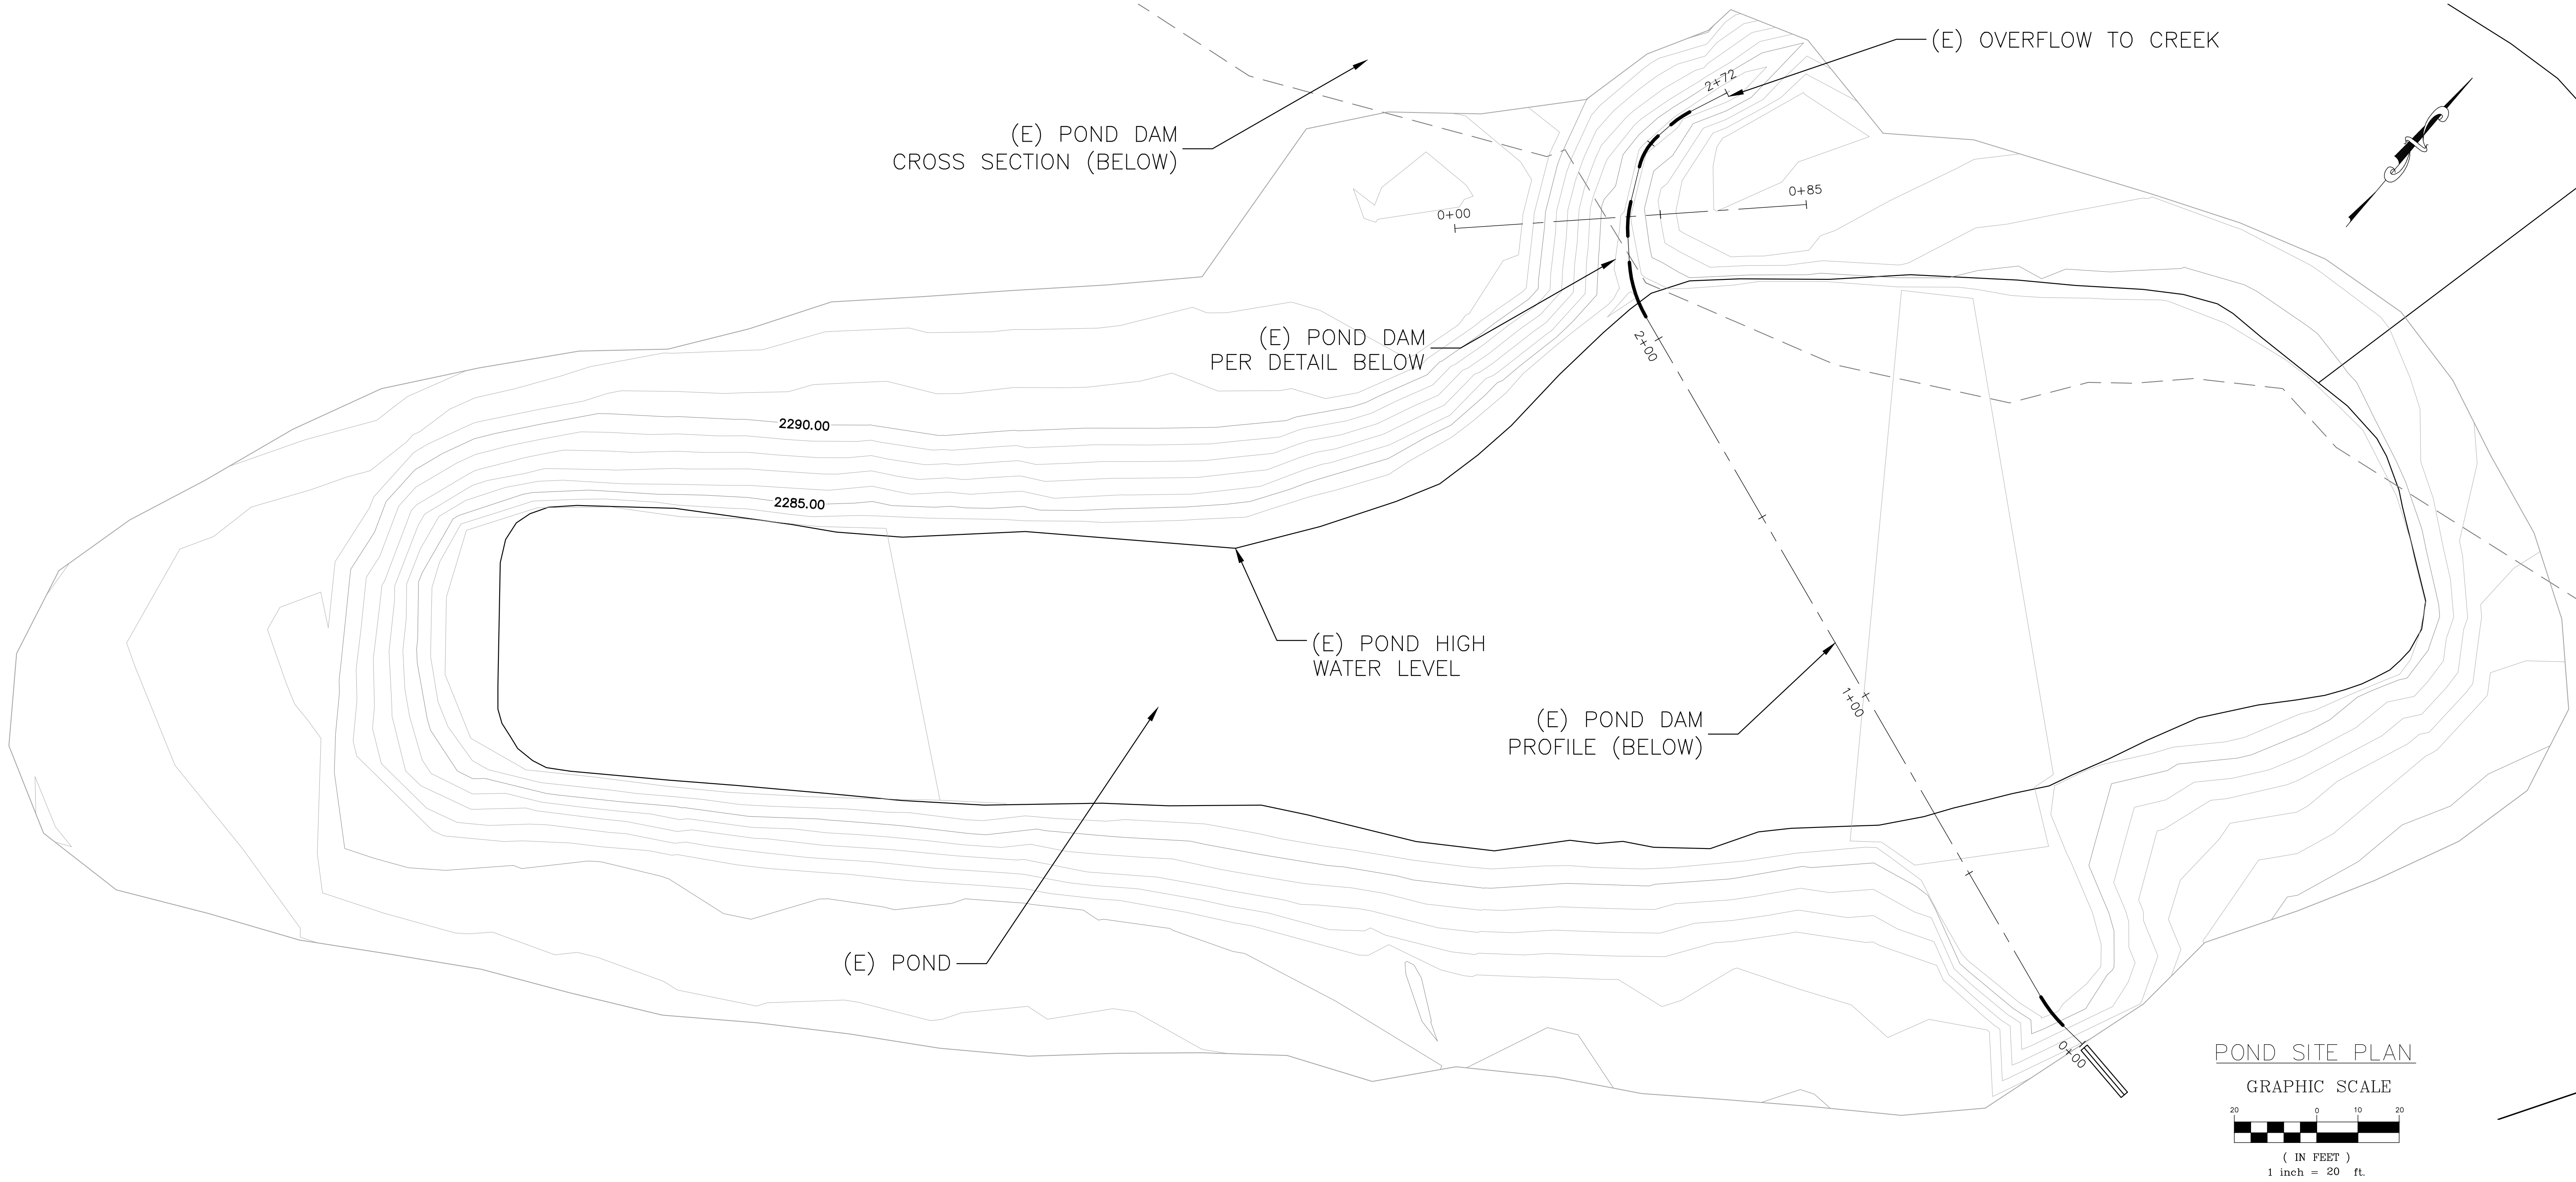 (E) OVERFLOW TO CREEK
2+72
(E) POND DAM
CROSS SECTION (BELOW)
0+00
0+85
(E) POND DAM
PER DETAIL BELOW
2+00
2290.00
2285.00
(E) POND HIGH
WATER LEVEL
1+00
(E) POND DAM
PROFILE (BELOW)
(E) POND
0+00
POND SITE PLAN
GRAPHIC SCALE
20 0 10 20
( IN FEET )
1 inch = 20 ft.